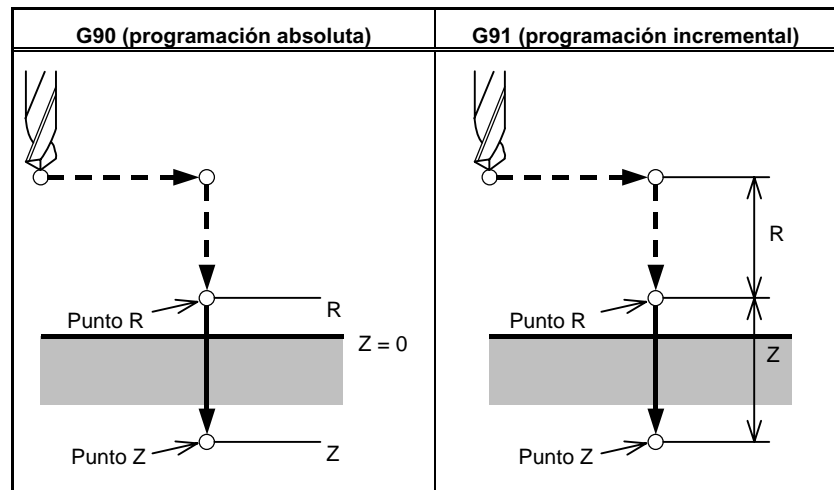 G90 (programación absoluta)
G91 (programación incremental)
R
Punto R
R
Z = 0
Punto Z
Z
Punto R
Z
Punto Z